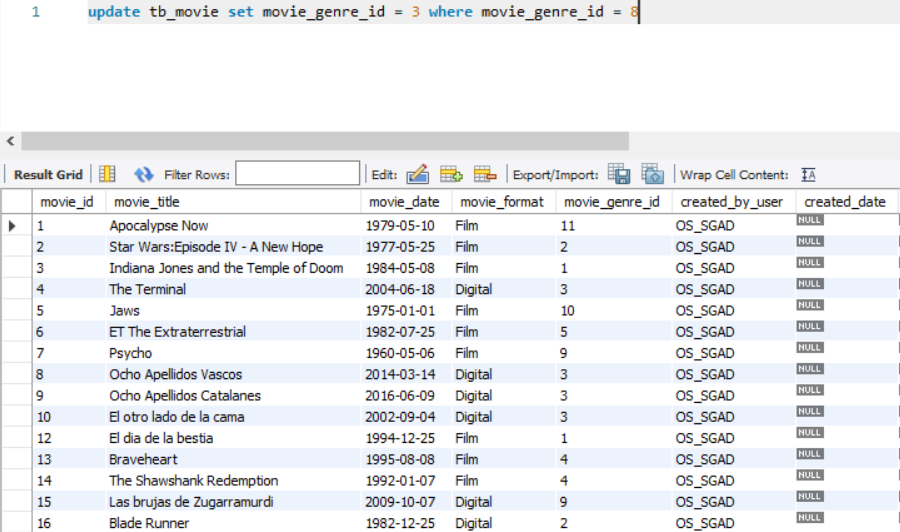 1 update tb_movie set movie_genre_id = 3 where movie_genre_id = 8
Result Grid Filter Rows: Edit: Export/Import: Wrap Cell Content: IA
movie_id movie_title movie_date movie_format movie_genre_id created_by_user created_date
1 Apocalypse Now 1979-05-10 Film 11 OS_SGAD NULL
2 Star Wars:Episode IV - A New Hope 1977-05-25 Film 2 OS_SGAD NULL
3 Indiana Jones and the Temple of Doom 1984-05-08 Film 1 OS_SGAD NULL
4 The Terminal 2004-06-18 Digital 3 OS_SGAD NULL
5 Jaws 1975-01-01 Film 10 OS_SGAD NULL
6 ET The Extraterrestrial 1982-07-25 Film 5 OS_SGAD NULL
7 Psycho 1960-05-06 Film 9 OS_SGAD NULL
8 Ocho Apellidos Vascos 2014-03-14 Digital 3 OS_SGAD NULL
9 Ocho Apellidos Catalanes 2016-06-09 Digital 3 OS_SGAD NULL
10 El otro lado de la cama 2002-09-04 Digital 3 OS_SGAD NULL
12 El dia de la bestia 1994-12-25 Film 1 OS_SGAD NULL
13 Braveheart 1995-08-08 Film 4 OS_SGAD NULL
14 The Shawshank Redemption 1992-01-07 Film 4 OS_SGAD NULL
15 Las brujas de Zugarramurdi 2009-10-07 Digital 9 OS_SGAD NULL
16 Blade Runner 1982-12-25 Digital 2 OS_SGAD NULL